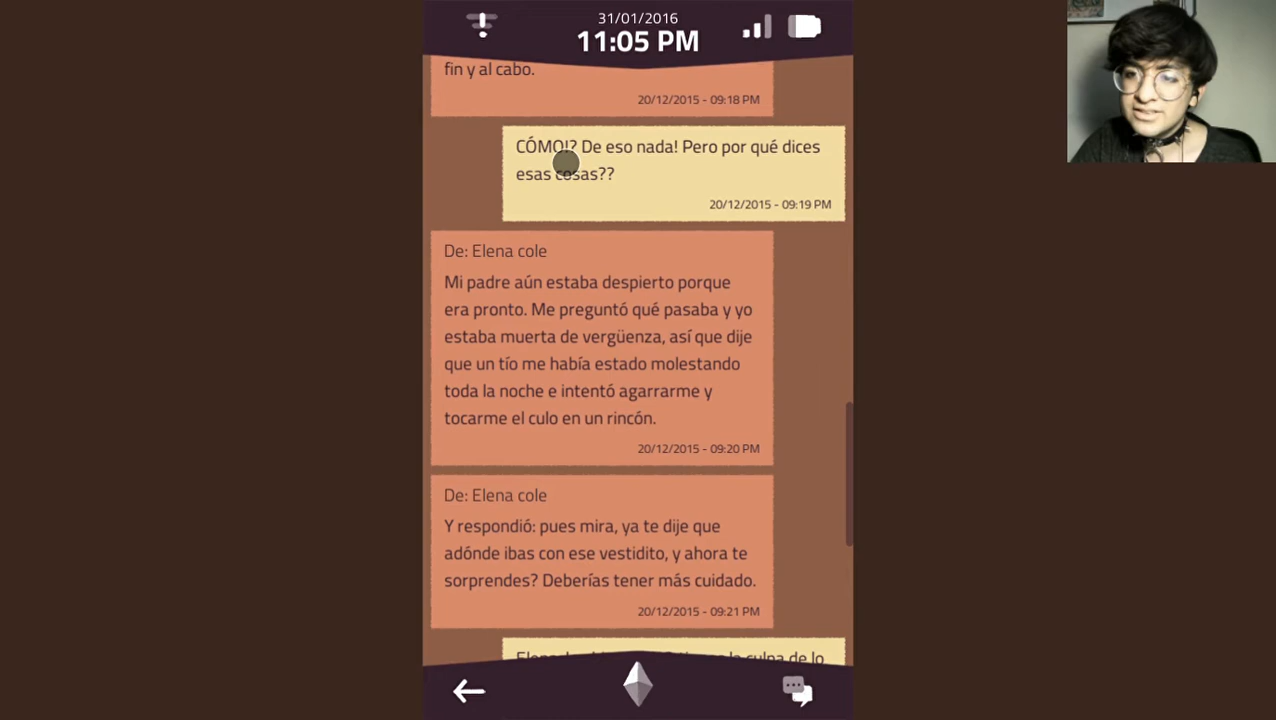 31/01/2016
11:05 PM
fin y al cabo.
20/12/2015 - 09:18 PM
CÓMO!? De eso nada! Pero por qué dices
esas cosas??
20/12/2015 - 09:19 PM
De: Elena cole
Mi padre aún estaba despierto porque
era pronto. Me preguntó qué pasaba y yo
estaba muerta de vergüenza, así que dije
que un tío me había estado molestando
toda la noche e intentó agarrarme y
tocarme el culo en un rincón.
20/12/2015 - 09:20 PM
De: Elena cole
Y respondió: pues mira, ya te dije que
adónde ibas con ese vestidito, y ahora te
sorprendes? Deberías tener más cuidado.
20/12/2015 - 09:21 PM
Elena la culpa de lo